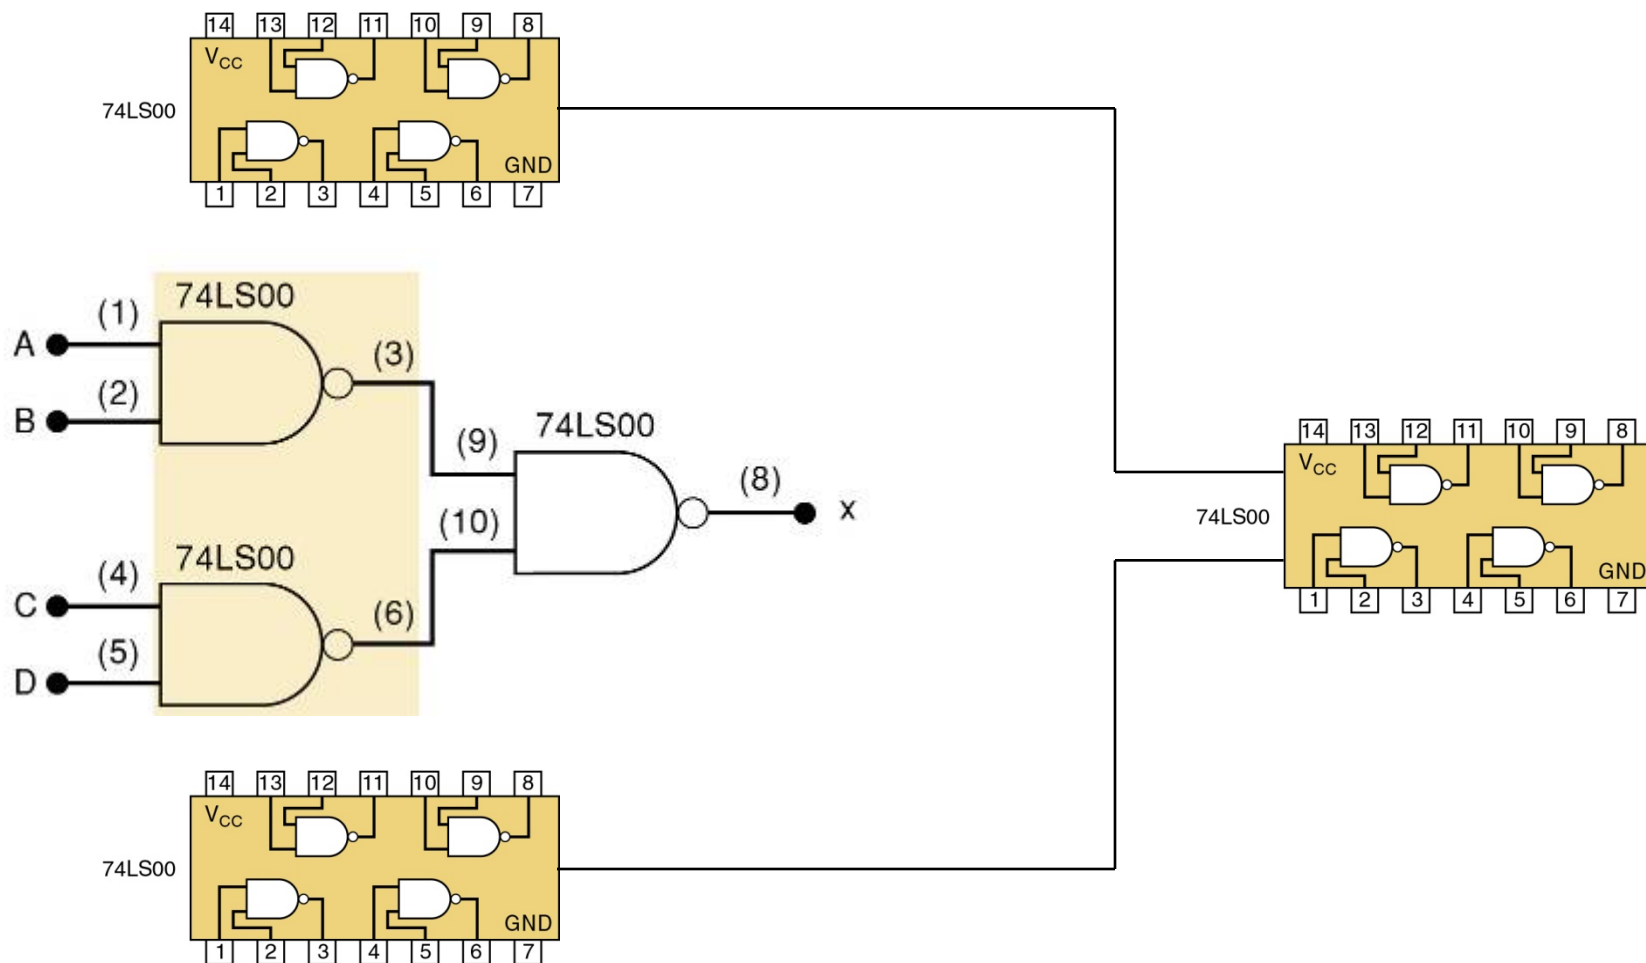 14 13 12 11 10 9 8
VCC
74LS00
GND
1 2 3 4 5 6 7
74LS00
(1)
A
(3)
(2)
B
74LS00
(9)
(8)
x
(10)
74LS00
(4)
C
(6)
(5)
D
14 13 12 11 10 9 8
VCC
74LS00
GND
1 2 3 4 5 6 7
14 13 12 11 10 9 8
VCC
74LS00
GND
1 2 3 4 5 6 7